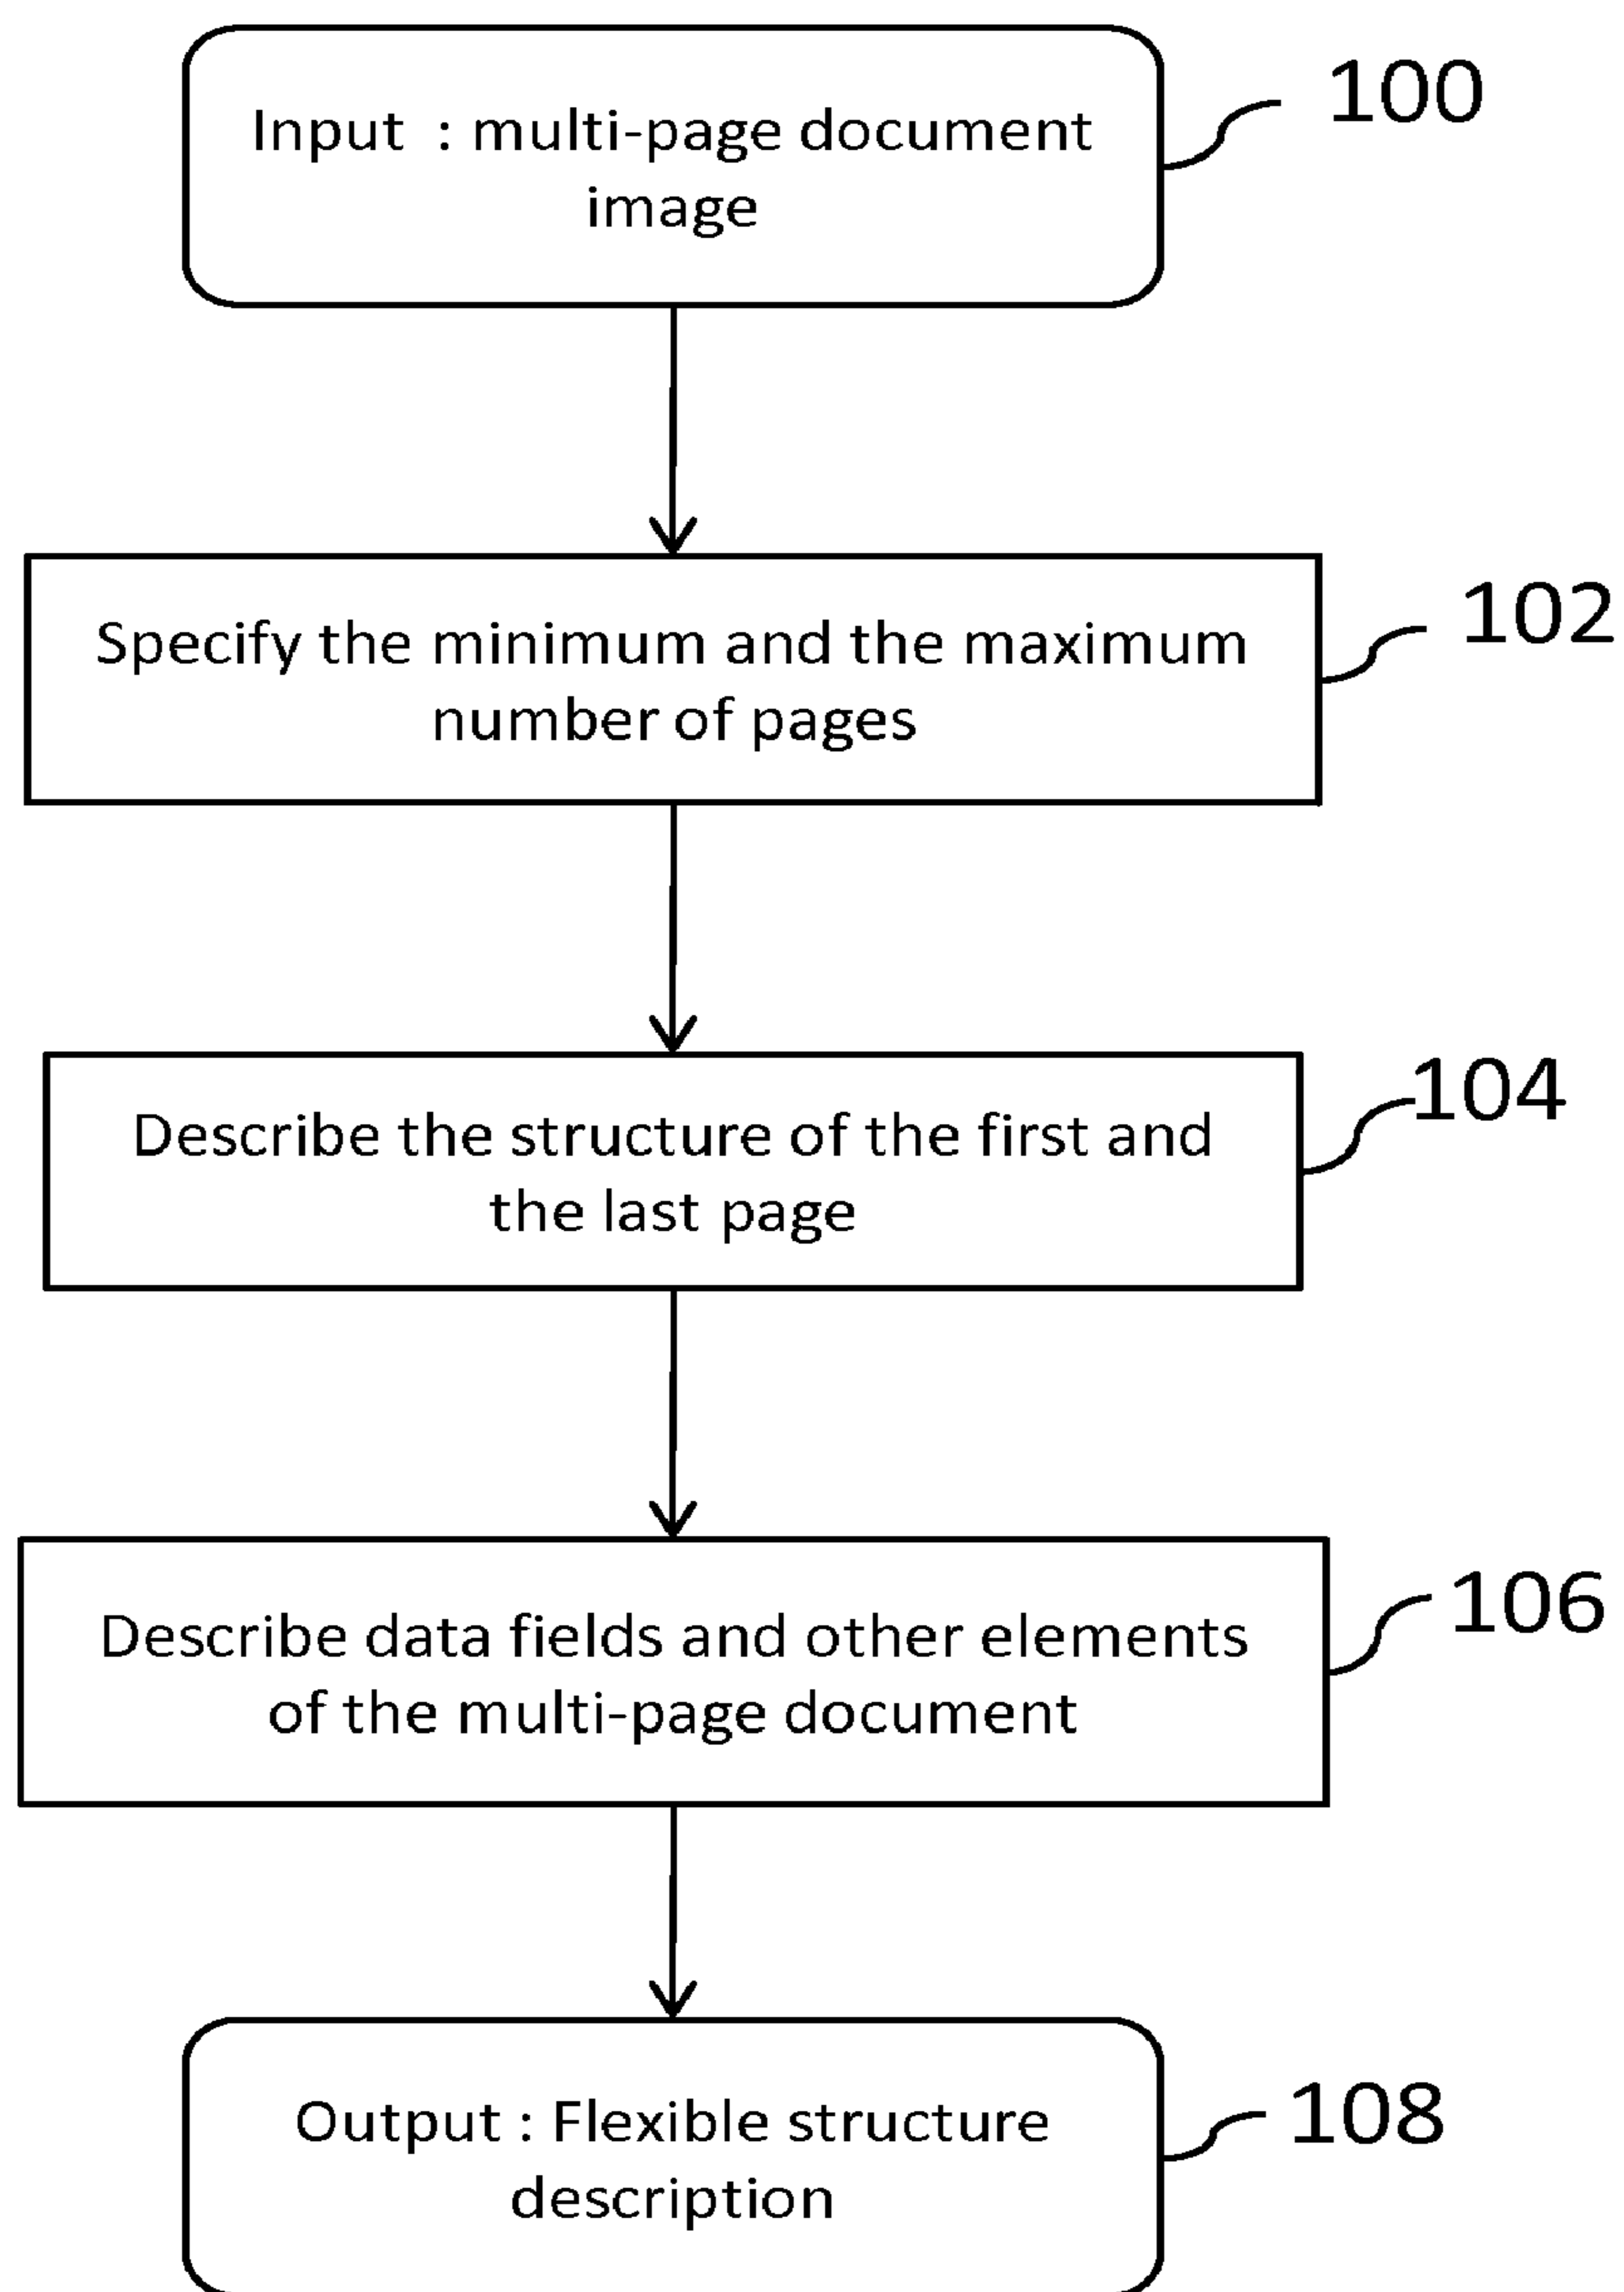 Input : multi-page document
image
100
Specify the minimum and the maximum
number of pages
102
Describe the structure of the first and
the last page
104
Describe data fields and other elements
of the multi-page document
106
Output : Flexible structure
description
108